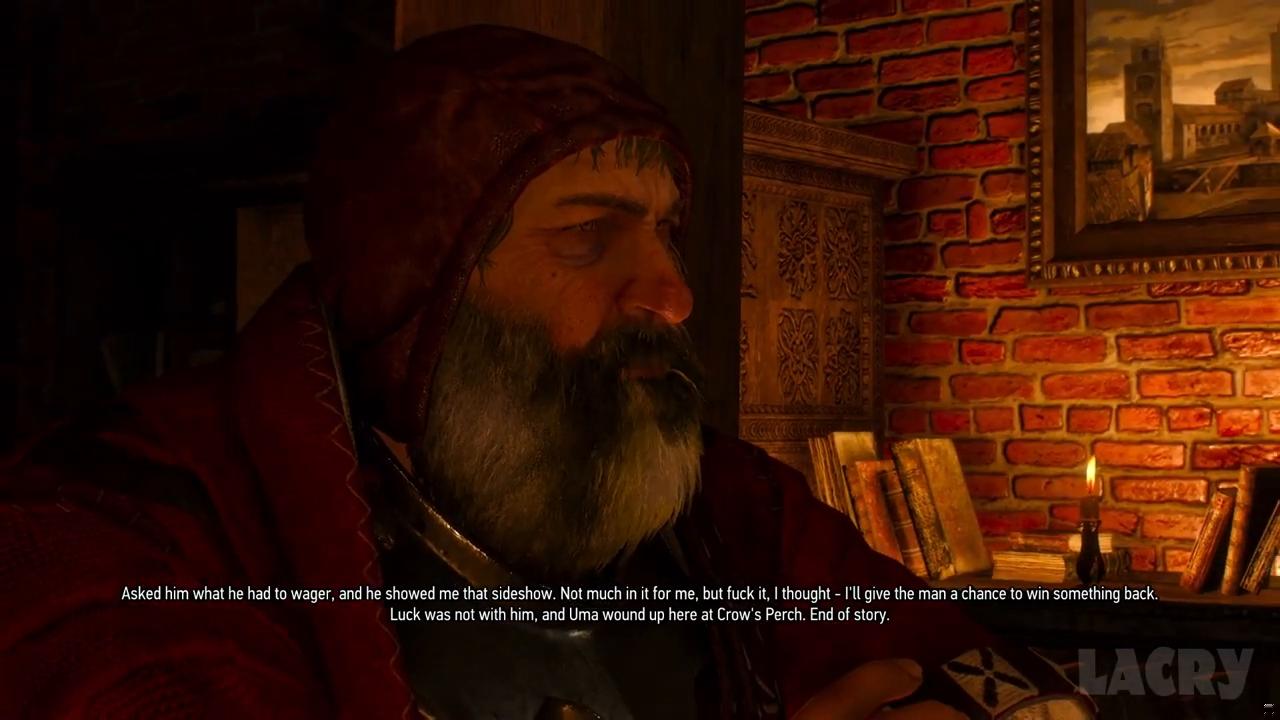 Asked him what he had to wager, and he showed me that sideshow. Not much in it for me, but fuck it, I thought - I'll give the man a chance to win something back.
Luck was not with him, and Uma wound up here at Crow's Perch. End of story.
LACRY